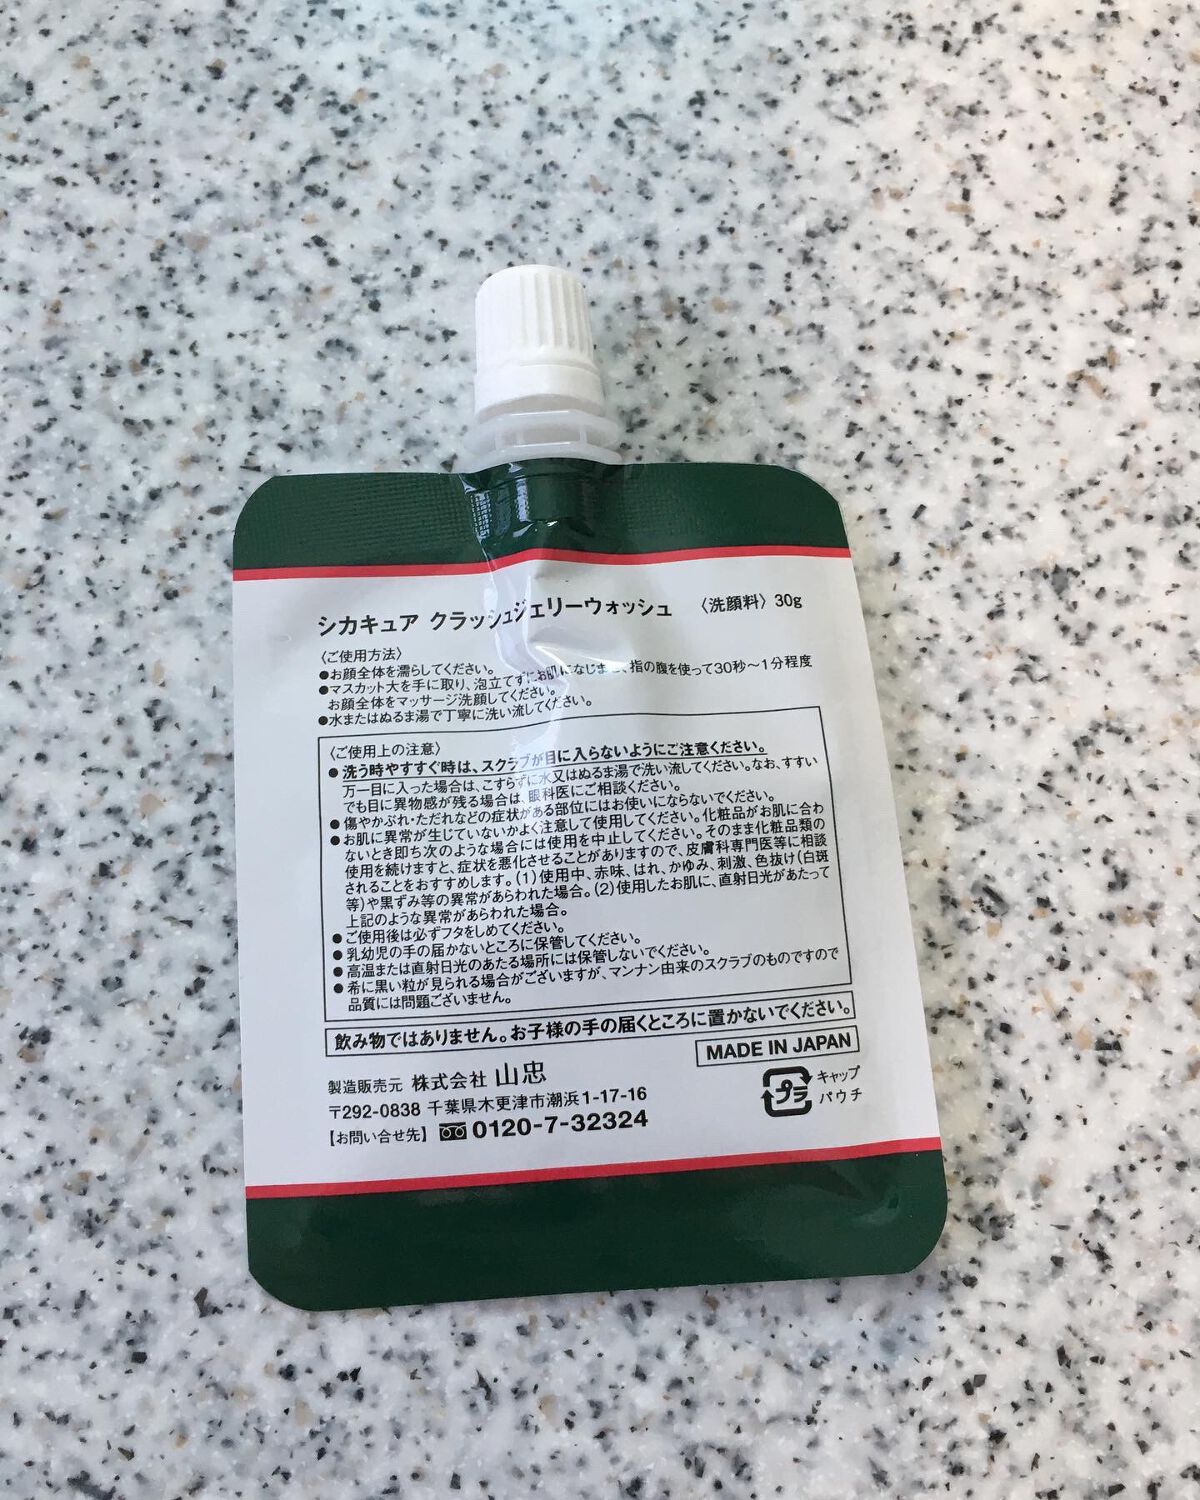 シカキュア クラッシュジェリーウォッシュ 〈洗顔料〉 30g
〈ご使用方法〉
●お顔全体を濡らしてください。
●マスカット大を手に取り、泡立てずにお肌になじませ、指の腹を使って30秒〜1分程度
お顔全体をマッサージ洗顔してください。
●水またはぬるま湯で丁寧に洗い流してください。
〈ご使用上の注意〉
●洗う時やすすぐ時は、スクラブが目に入らないようにご注意ください。
万一目に入った場合は、こすらずに水又はぬるま湯で洗い流してください。なお、すすい
でも目に異物感が残る場合は、眼科医にご相談ください。
●傷やかぶれ・ただれなどの症状がある部位にはお使いにならないでください。
●お肌に異常が生じていないかよく注意して使用してください。化粧品がお肌に合わ
ないとき即ち次のような場合には使用を中止してください。そのまま化粧品類の
使用を続けますと、症状を悪化させることがありますので、皮膚科専門医等に相談
されることをおすすめします。(1)使用中、赤味、はれ、かゆみ、刺激、色抜け(白斑
等)や黒ずみ等の異常があらわれた場合。(2)使用したお肌に、直射日光があたって
上記のような異常があらわれた場合。
●ご使用後は必ずフタをしめてください。
●乳幼児の手の届かないところに保管してください。
●高温または直射日光のあたる場所には保管しないでください。
●希に黒い粒が見られる場合がございますが、マンナン由来のスクラブのものですので
品質には問題ございません。
飲み物ではありません。お子様の手の届くところに置かないでください。
MADE IN JAPAN
製造販売元 株式会社 山忠
〒292-0838 千葉県木更津市潮浜1-17-16
【お問い合せ先】 0120-7-32324
プラ
キャップ
パウチ